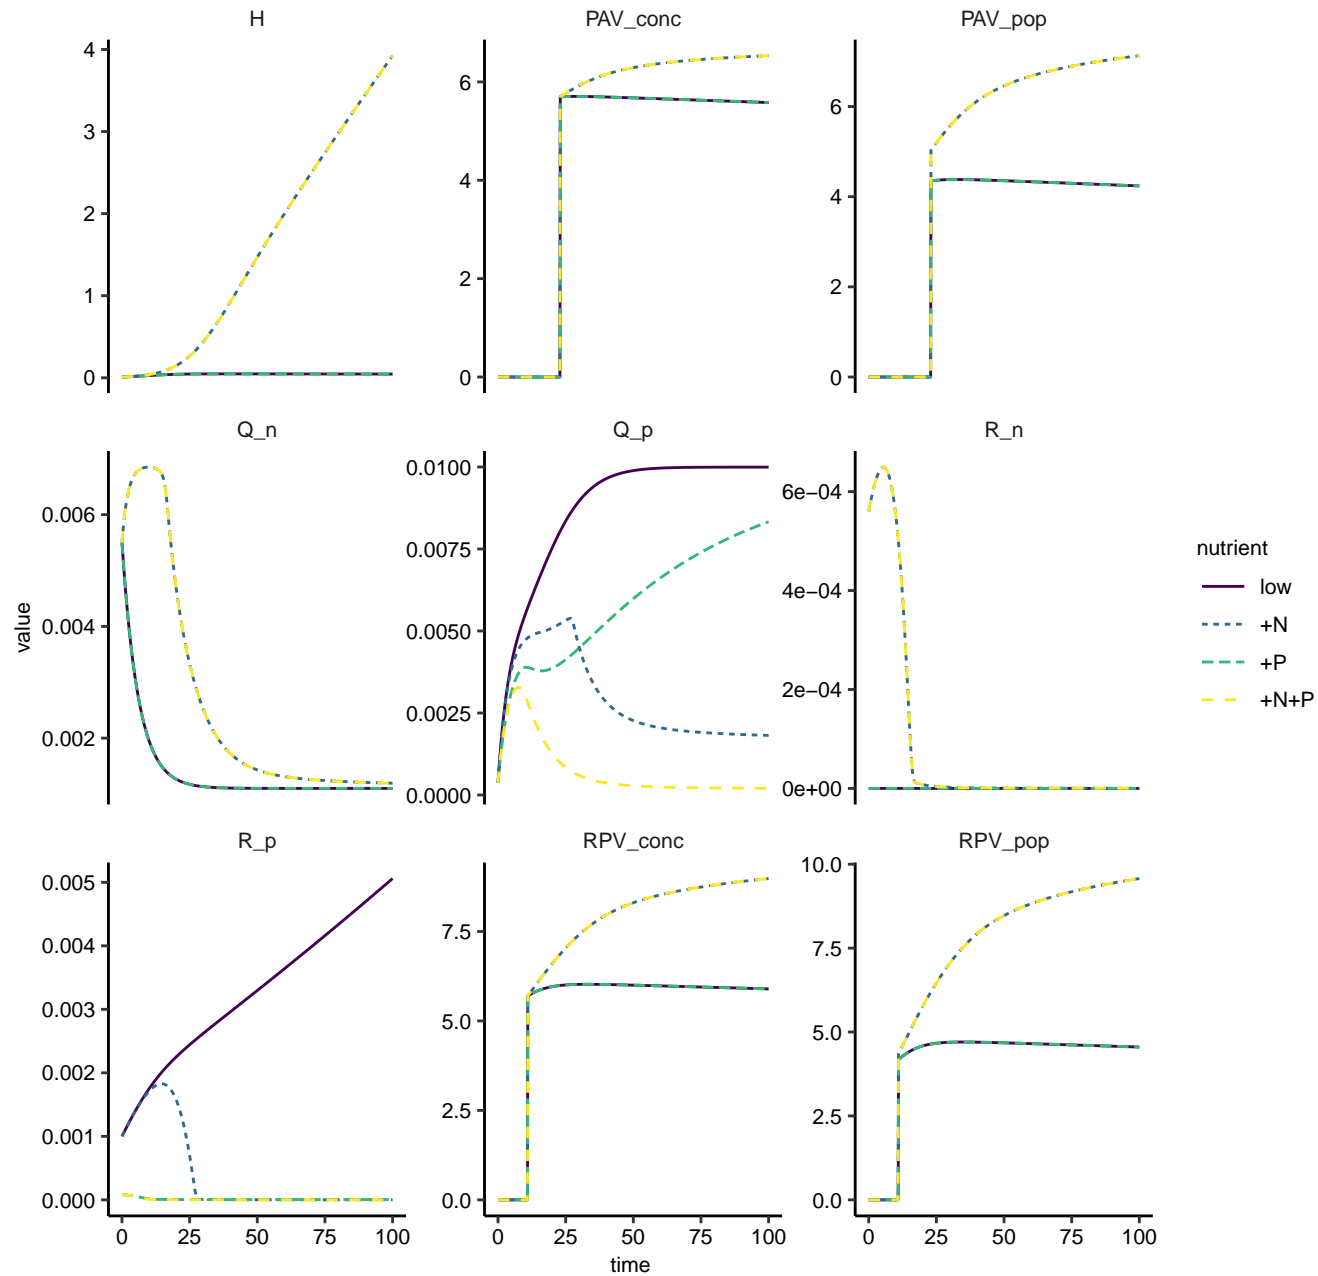 H
PAV_conc
PAV_pop
4
3
2
1
0
6
4
2
0
6
4
2
0
Q_n
Q_p
R_n
0.006
0.004
0.002
0.0100
0.0075
0.0050
0.0025
0.0000
6e−04
4e−04
2e−04
0e+00
value
nutrient
low
+N
+P
+N+P
R_p
RPV_conc
RPV_pop
0.005
0.004
0.003
0.002
0.001
0.000
7.5
5.0
2.5
0.0
10.0
7.5
5.0
2.5
0.0
0 25 50 75 100
0 25 50 75 100
0 25 50 75 100
time